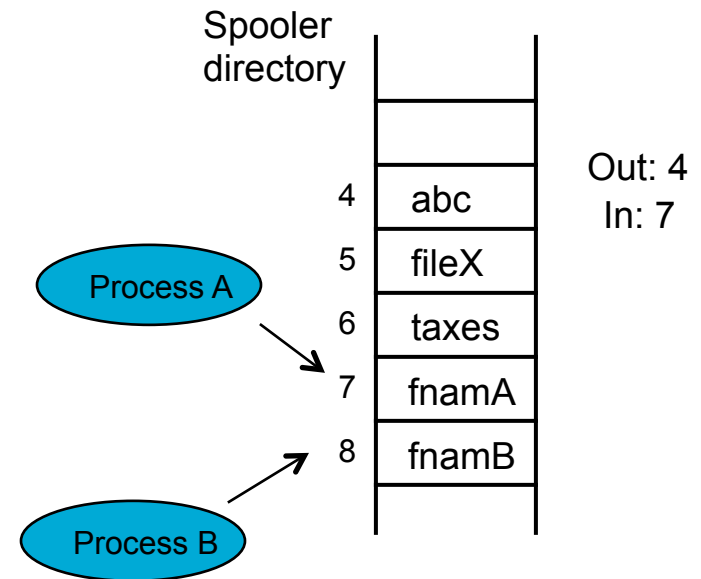 Spooler
directory
Out: 4
In: 7
4 abc
5 fileX
6 taxes
7 fnamA
8 fnamB
Process A
Process B